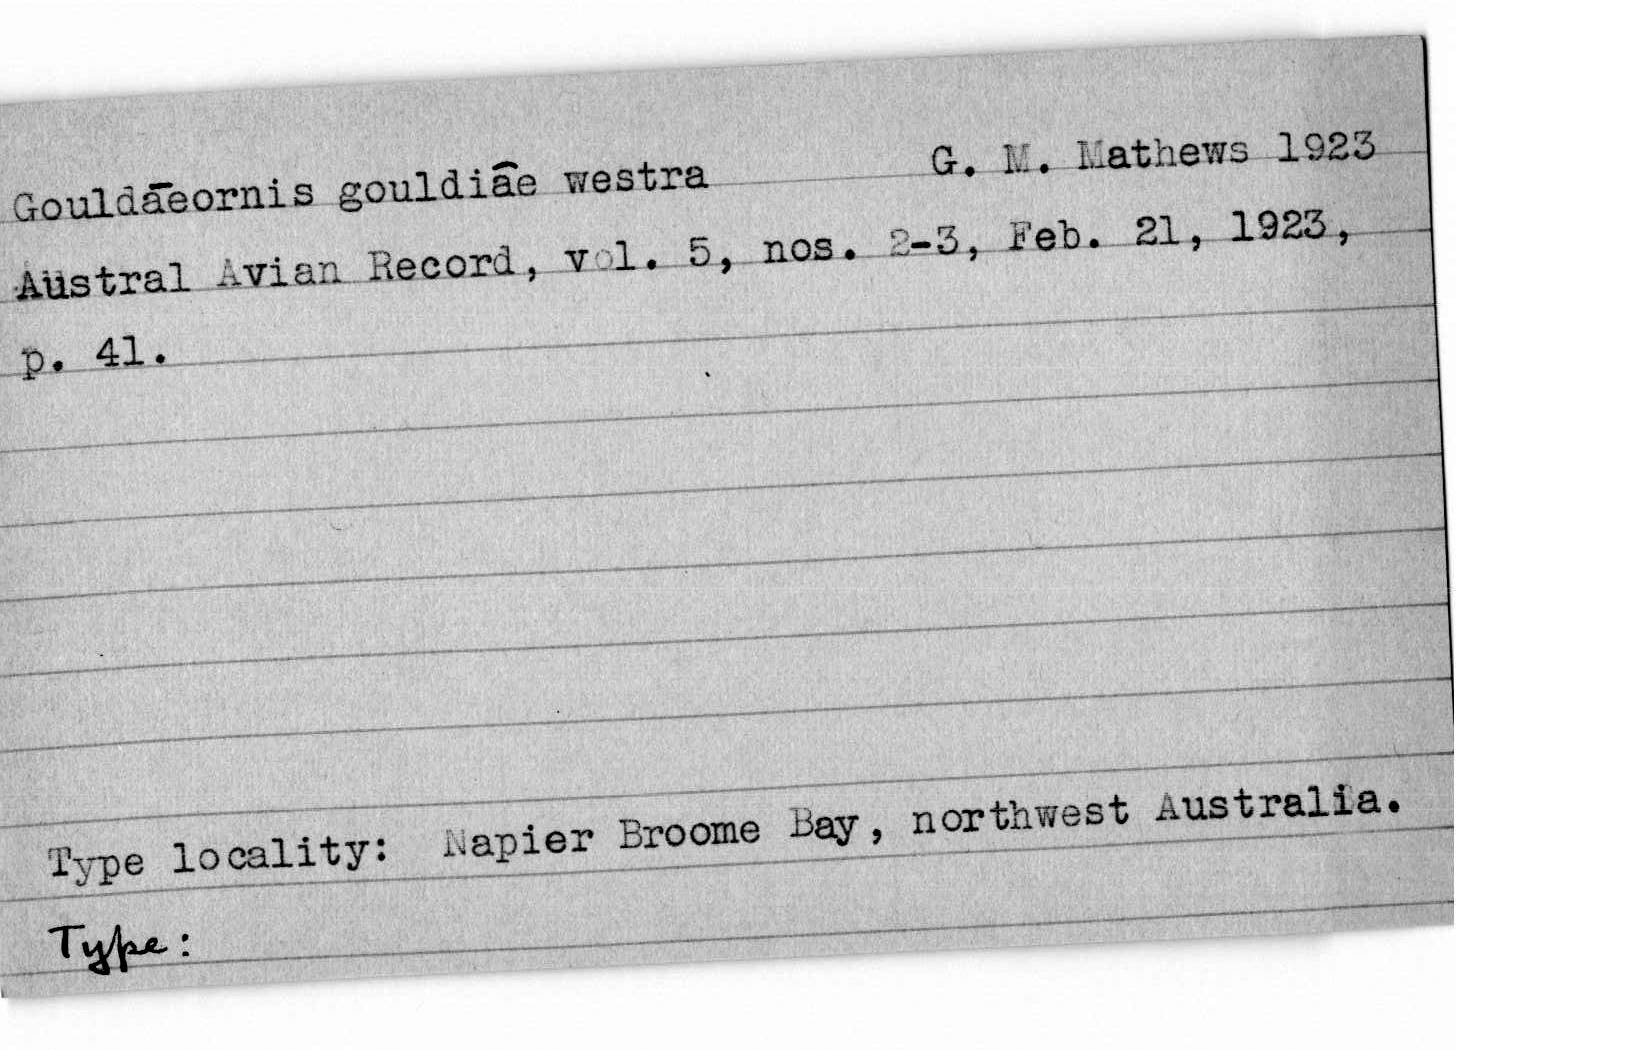 Gouldāeornis gouldiâe westra G. M. Mathews 1923
Austral Avian Record, vol. 5, nos. 2-3, Feb. 21, 1923,
p. 41.
Type locality: Napier Broome Bay, northwest Australia.
Type: